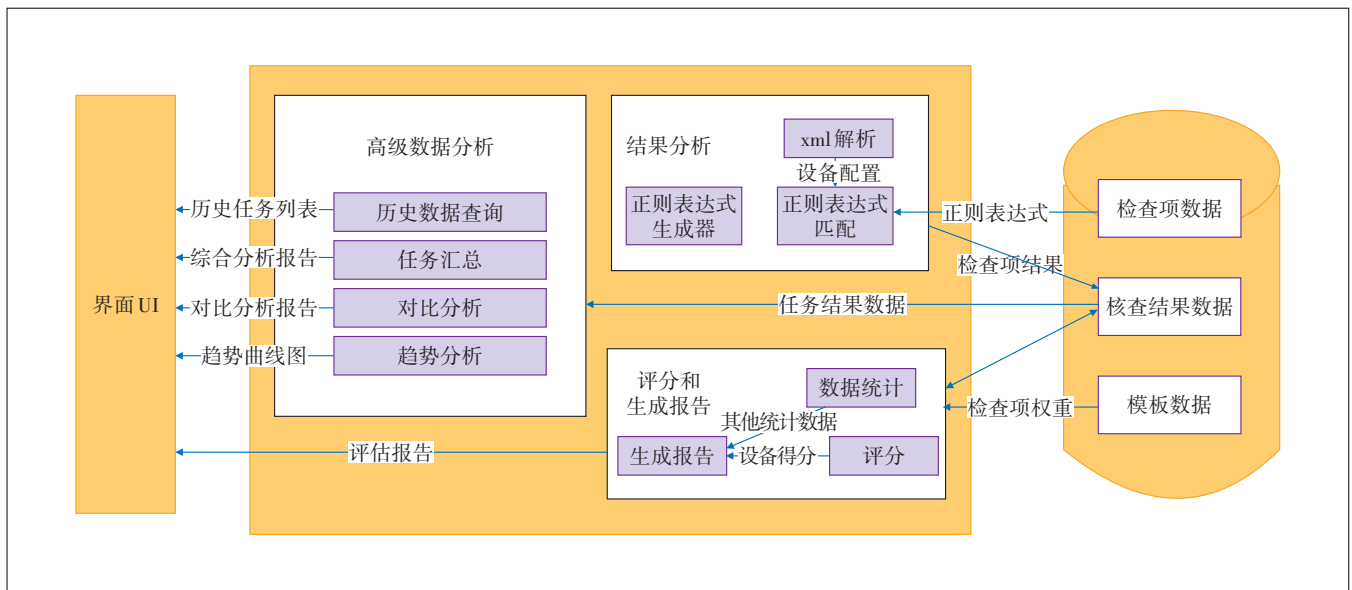 界面UI
历史任务列表
综合分析报告
对比分析报告
趋势曲线图
评估报告
高级数据分析
历史数据查询
任务汇总
对比分析
趋势分析
结果分析
xml解析
设备配置
正则表达式
生成器
正则表达式
匹配
正则表达式
检查项结果
任务结果数据
评分和
生成报告
数据统计
其他统计数据
生成报告
设备得分
评分
检查项权重
检查项数据
核查结果数据
模板数据